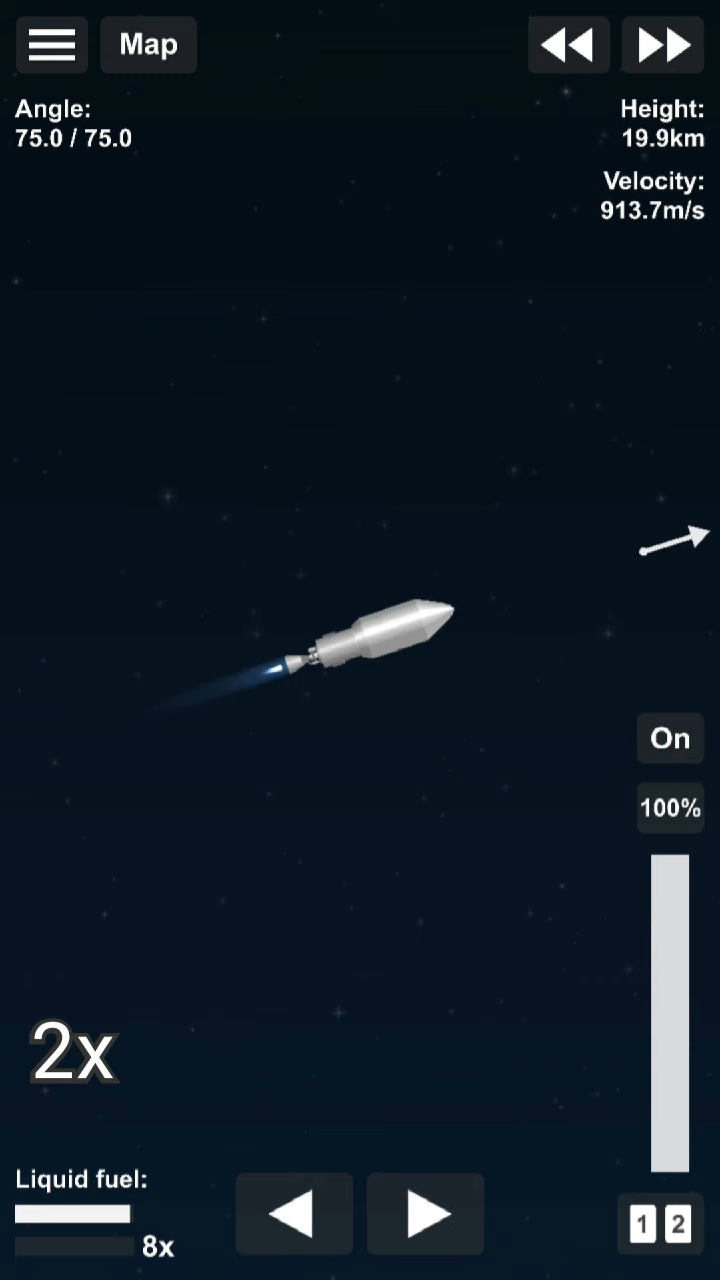 Map
Angle:
75.0 / 75.0
Height:
19.9km
Velocity:
913.7m/s
On
100%
2x
Liquid fuel:
8x
1 2